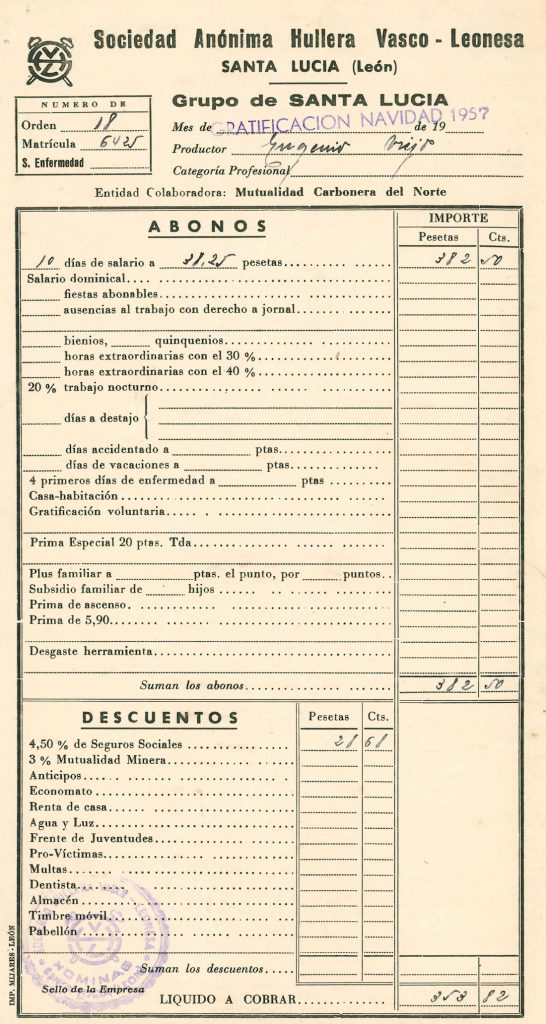 Sociedad Anónima Hullera Vasco-Leonesa
SANTA LUCIA (León)
NUMERO DE
Orden 18
Matrícula 6425
S. Enfermedad
Grupo de SANTA LUCIA
Mes de GRATIFICACION NAVIDAD 1957 de 19
Productor Eugenio Viejo
Categoría Profesional
Entidad Colaboradora: Mutualidad Carbonera del Norte
ABONOS
IMPORTE
Pesetas Cts.
10 días de salario a 38,25 pesetas 382 50
Salario dominical
fiestas abonables
ausencias al trabajo con derecho a jornal
bienios, quinquenios
horas extraordinarias con el 30 %
horas extraordinarias con el 40 %
20 % trabajo nocturno
días a destajo
días accidentado a ptas.
días de vacaciones a ptas.
4 primeros días de enfermedad a ptas
Casa-habitación
Gratificación voluntaria
Prima Especial 20 ptas. Tda
Plus familiar a ptas. el punto, por puntos
Subsidio familiar de hijos
Prima de ascenso
Prima de 5,90
Desgaste herramienta
Suman los abonos 382 50
DESCUENTOS
Pesetas Cts.
4,50 % de Seguros Sociales 28 68
3 % Mutualidad Minera
Anticipos
Economato
Renta de casa
Agua y Luz
Frente de Juventudes
Pro-Víctimas
Multas
Dentista
Almacén
Timbre móvil
Pabellón
NOMINAS
Suman los descuentos
Sello de la Empresa
LIQUIDO A COBRAR 353 82
IMP. MIJARES-LEÓN